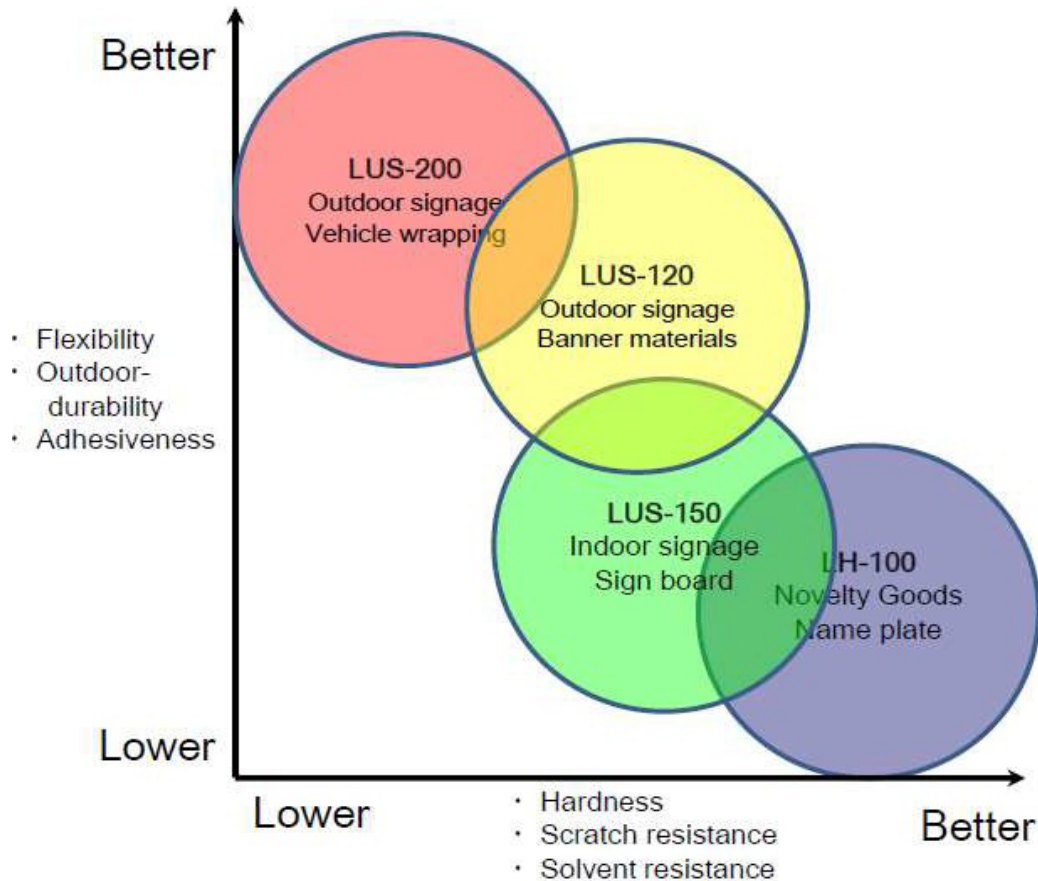 Better
LUS-200
Outdoor signage
Vehicle wrapping
LUS-120
Outdoor signage
Banner materials
・ Flexibility
・ Outdoor-
durability
・ Adhesiveness
LUS-150
Indoor signage
Sign board
LH-100
Novelty Goods
Name plate
Lower
Lower
・ Hardness
・ Scratch resistance
・ Solvent resistance
Better